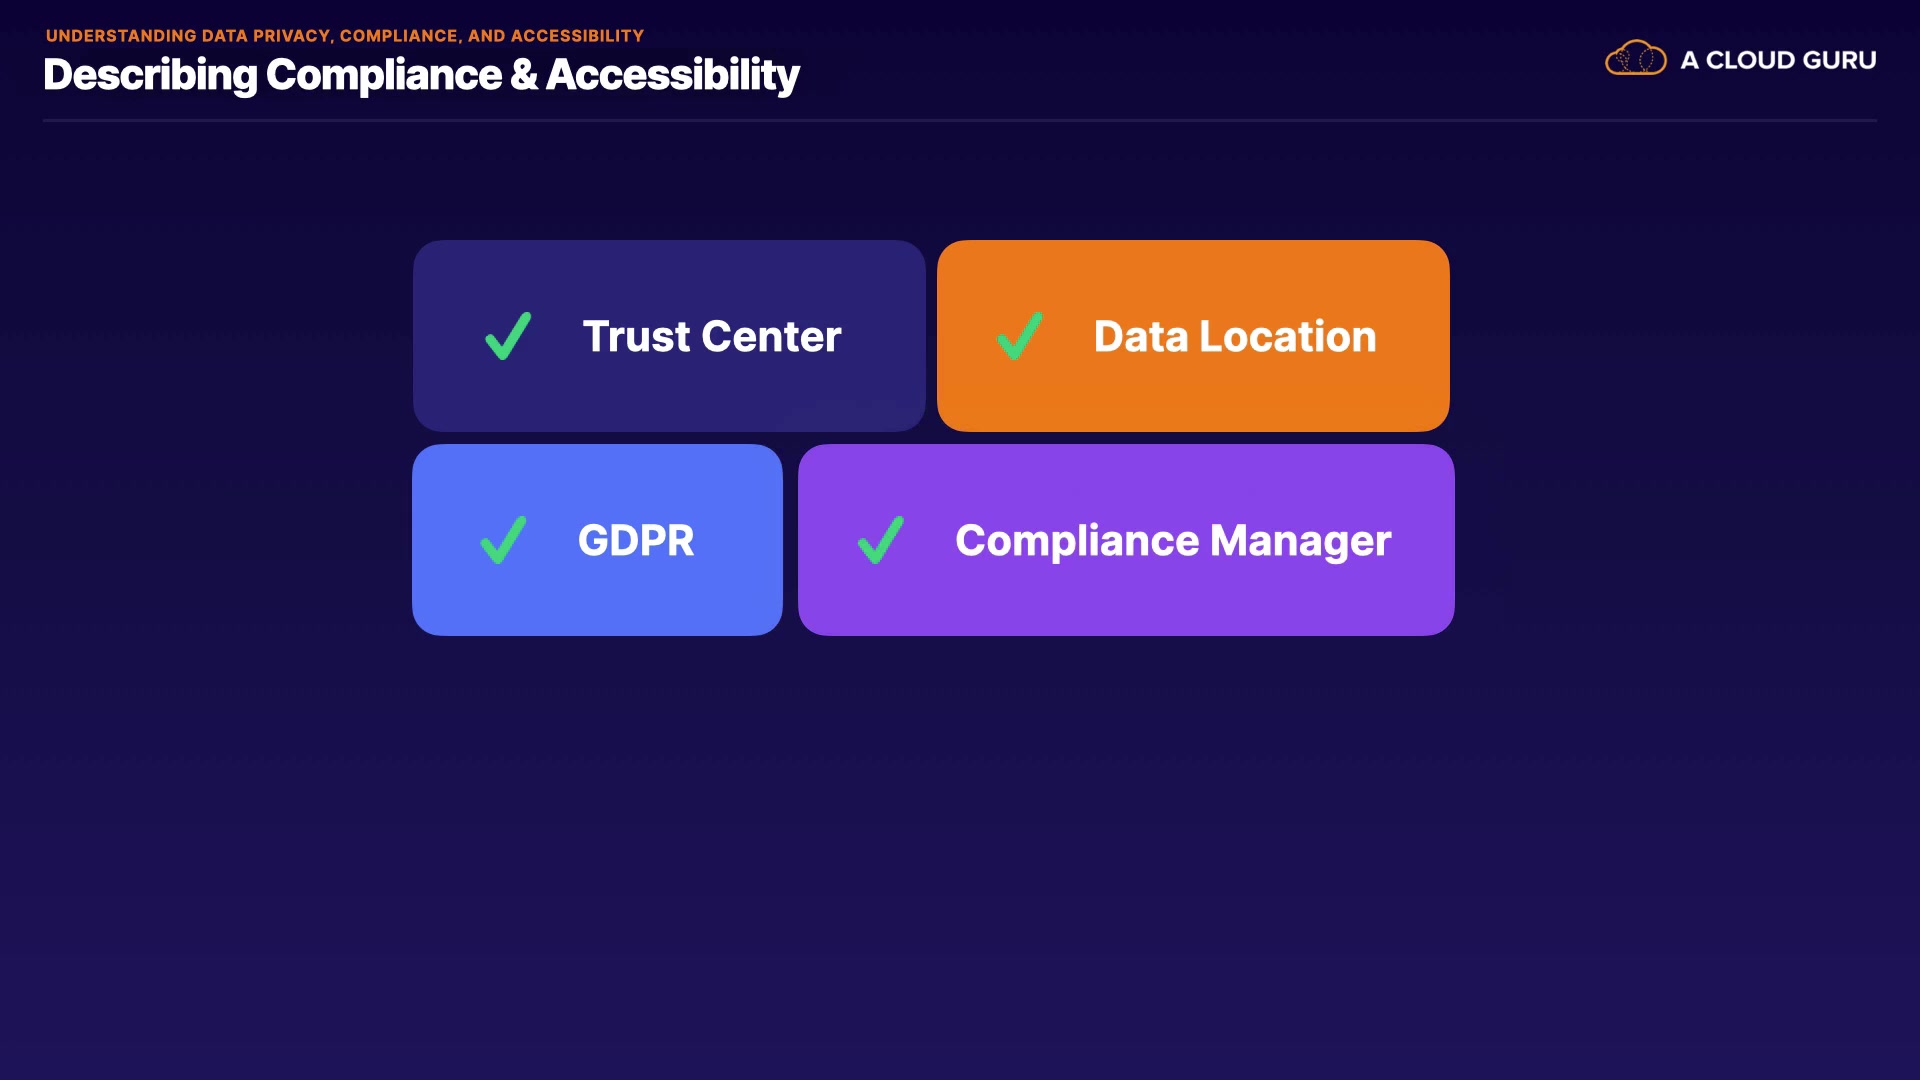 UNDERSTANDING DATA PRIVACY, COMPLIANCE, AND ACCESSIBILITY
Describing Compliance & Accessibility
A CLOUD GURU
Trust Center
Data Location
GDPR
Compliance Manager